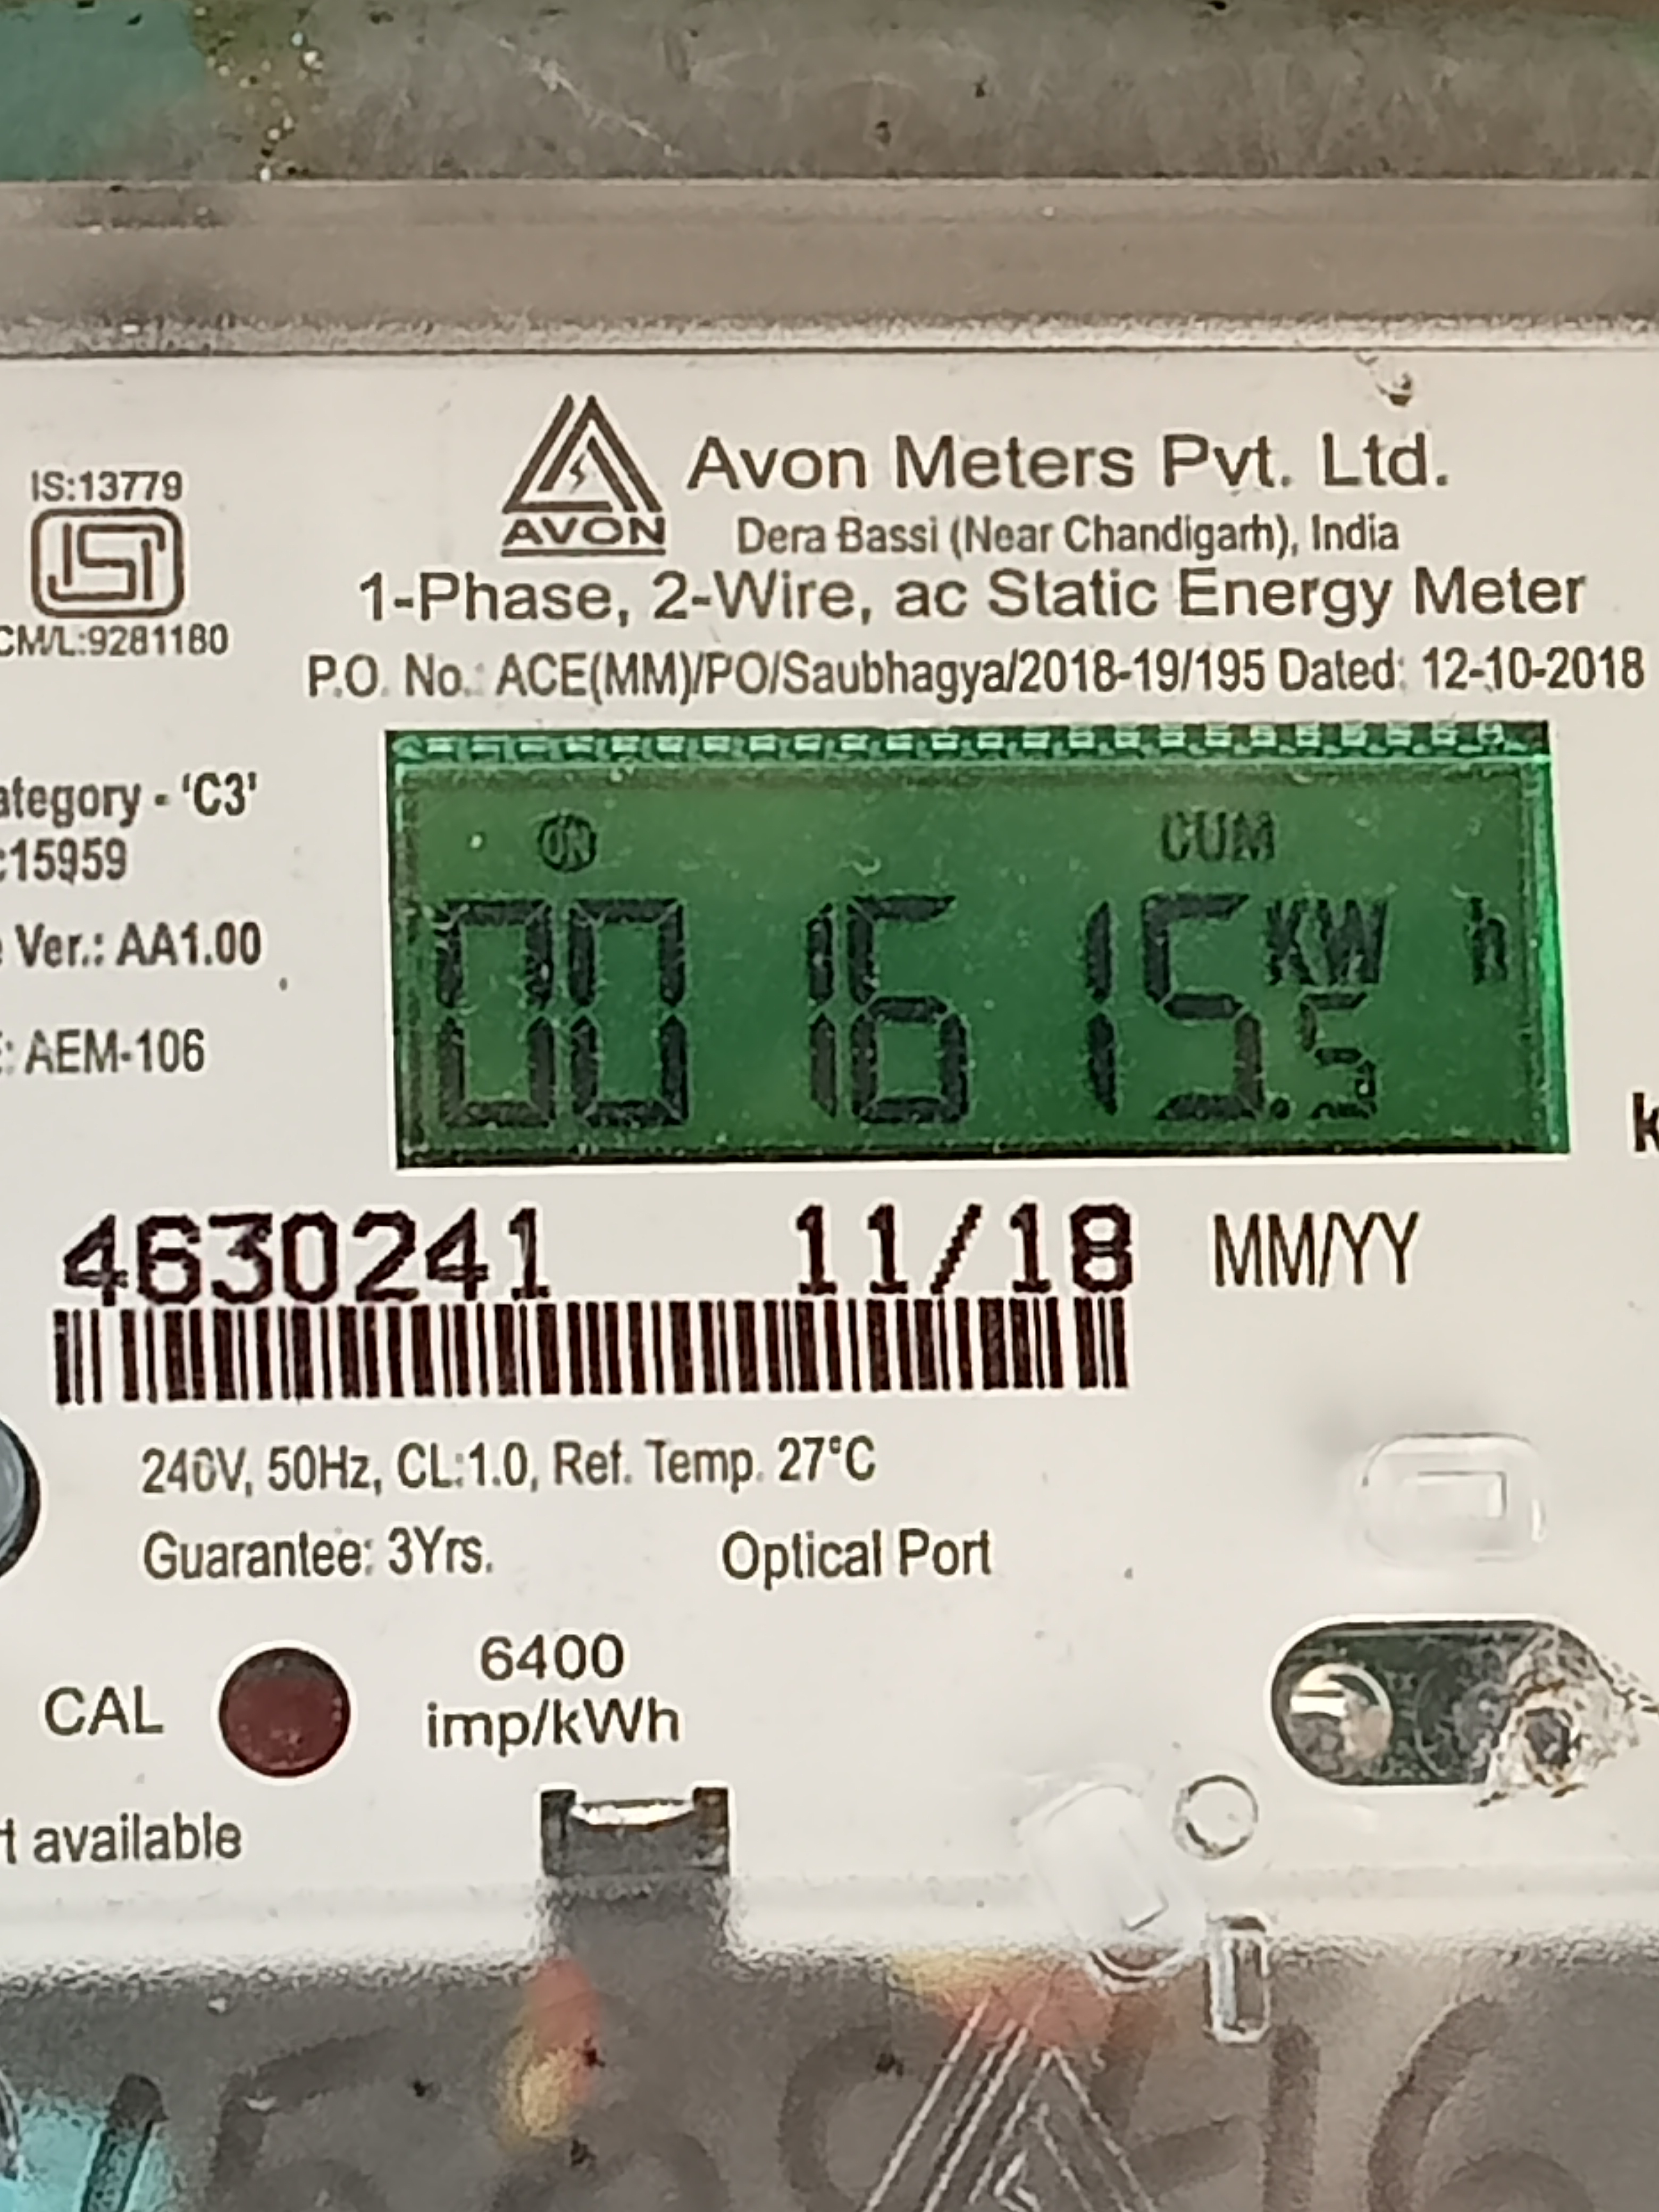 IS:13779
CM/L:9281180
AVON
Avon Meters Pvt. Ltd.
Dera Bassi (Near Chandigarh), India
1-Phase, 2-Wire, ac Static Energy Meter
P.O. No.: ACE(MM)/PO/Saubhagya/2018-19/195 Dated: 12-10-2018
ategory - 'C3'
:15959
Ver.: AA1.00
: AEM-106
ON CUM
001615.5 KW h
k
4630241 11/18 MM/YY
240V, 50Hz, CL:1.0, Ref. Temp. 27°C
Guarantee: 3Yrs. Optical Port
CAL 6400
imp/kWh
t available